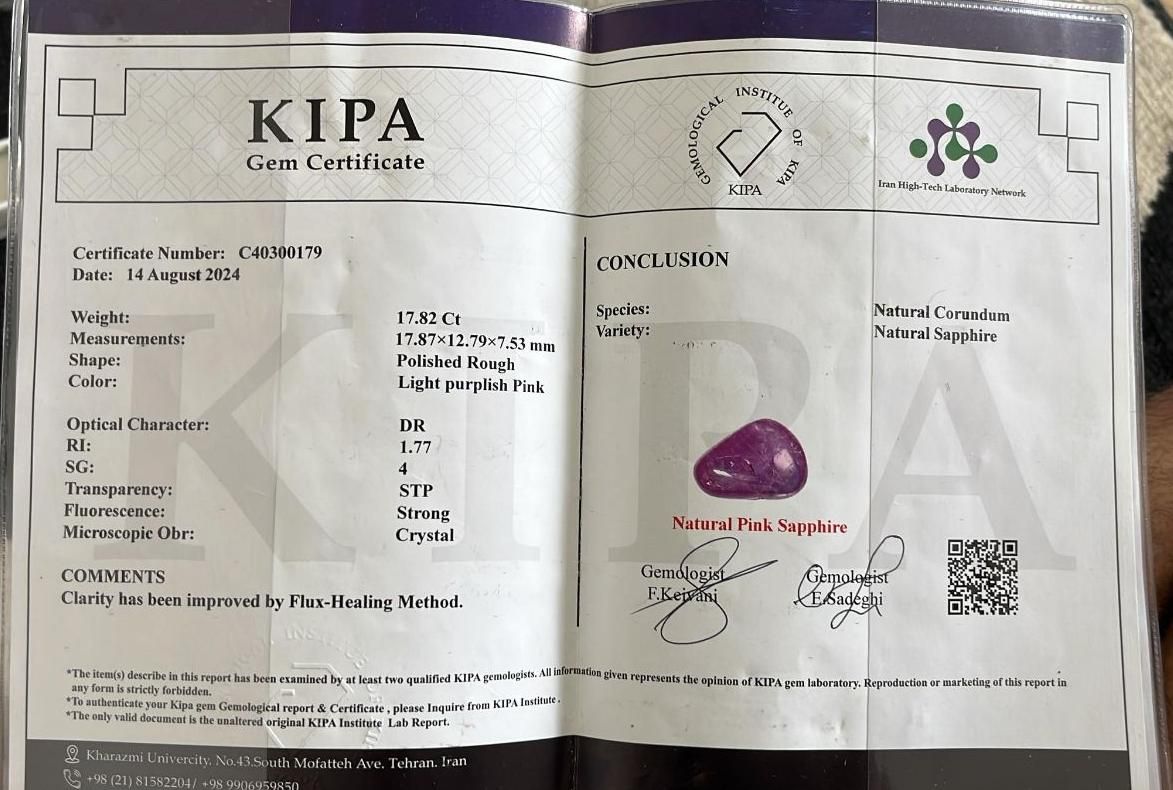 KIPA
Gem Certificate
GEMOLOGICAL INSTITUE OF KIPA
KIPA
Iran High-Tech Laboratory Network
Certificate Number: C40300179
Date: 14 August 2024
Weight: 17.82 Ct
Measurements: 17.87×12.79×7.53 mm
Shape: Polished Rough
Color: Light purplish Pink
Optical Character: DR
RI: 1.77
SG: 4
Transparency: STP
Fluorescence: Strong
Microscopic Obr: Crystal
COMMENTS
Clarity has been improved by Flux-Healing Method.
CONCLUSION
Species: Natural Corundum
Variety: Natural Sapphire
Natural Pink Sapphire
Gemologist
F.Keivani
Gemologist
E.Sadeghi
KIPA
*The item(s) describe in this report has been examined by at least two qualified KIPA gemologists. All information given represents the opinion of KIPA gem laboratory. Reproduction or marketing of this report in
any form is strictly forbidden.
*To authenticate your Kipa gem Gemological report & Certificate , please Inquire from KIPA Institute .
*The only valid document is the unaltered original KIPA Institute Lab Report.
Kharazmi Univercity, No.43.South Mofatteh Ave. Tehran, Iran
+98 (21) 81582204/ +98 9906959850